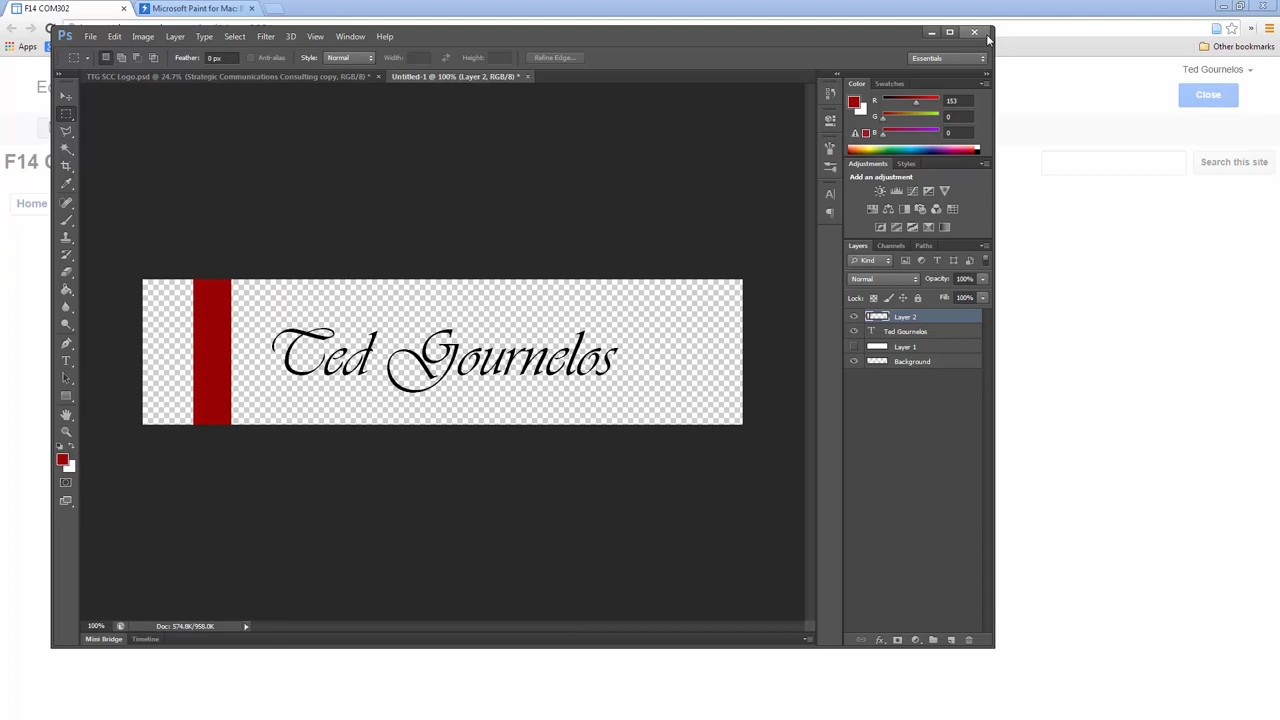 F14 COM302
Microsoft Paint for Mac:
Apps
Other bookmarks
Ted Gournelos
Close
F14 C
Search this site
Home
Ps File Edit Image Layer Type Select Filter 3D View Window Help
Feather: 0 px Anti-alias Style: Normal Width: Height: Refine Edge... Essentials
TTG SCC Logo.psd @ 24.7% (Strategic Communications Consulting copy, RGB/8) *
Untitled-1 @ 100% (Layer 2, RGB/8) *
Color Swatches
R 153
G 0
B 0
Adjustments Styles
Add an adjustment
Layers Channels Paths
Kind
Normal Opacity: 100%
Lock: Fill: 100%
Layer 2
T Ted Gournelos
Layer 1
Background
Ted Gournelos
100% Doc: 574.8K/958.0K
Mini Bridge Timeline